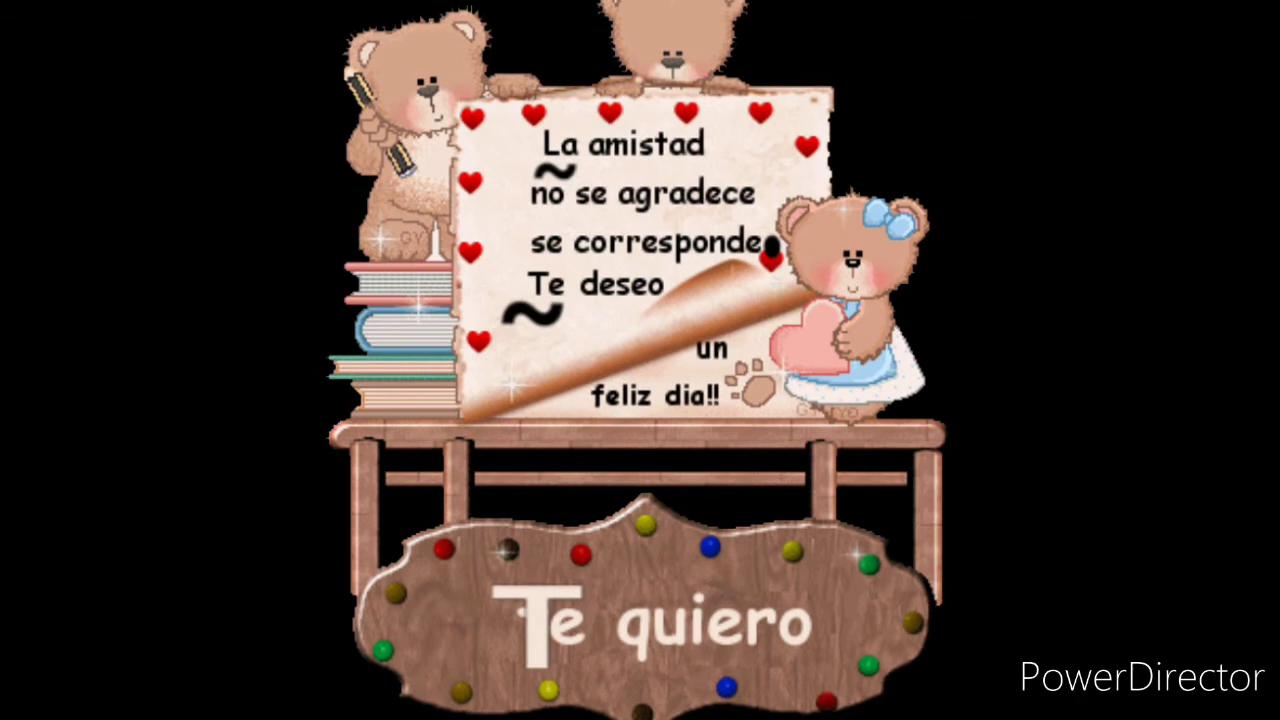 La amistad
no se agradece
se corresponde.
Te deseo
un
feliz dia!!
Te quiero
PowerDirector